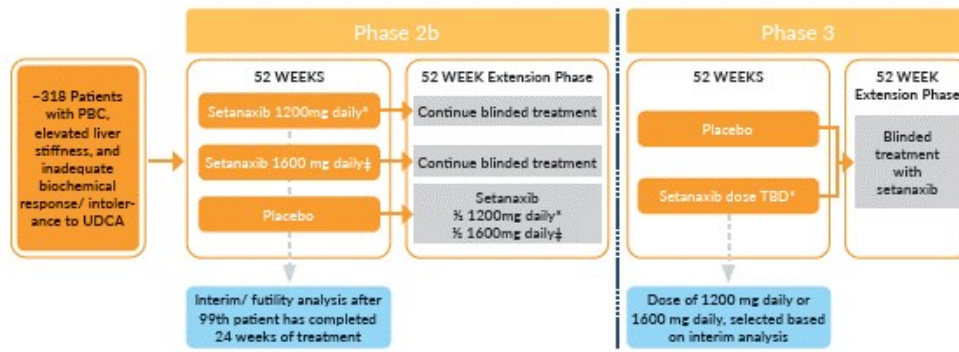 Phase 2b
Phase 3
~318 Patients
with PBC,
elevated liver
stiffness, and
inadequate
biochemical
response/ intoler-
ance to UDCA
52 WEEKS
Setanaxib 1200mg daily*
Setanaxib 1600 mg daily‡
Placebo
52 WEEK Extension Phase
Continue blinded treatment
Continue blinded treatment
Setanaxib
½ 1200mg daily*
½ 1600mg daily‡
Interim/ futility analysis after
99th patient has completed
24 weeks of treatment
52 WEEKS
Placebo
Setanaxib dose TBD*
52 WEEK
Extension Phase
Blinded
treatment
with
setanaxib
Dose of 1200 mg daily or
1600 mg daily, selected based
on interim analysis